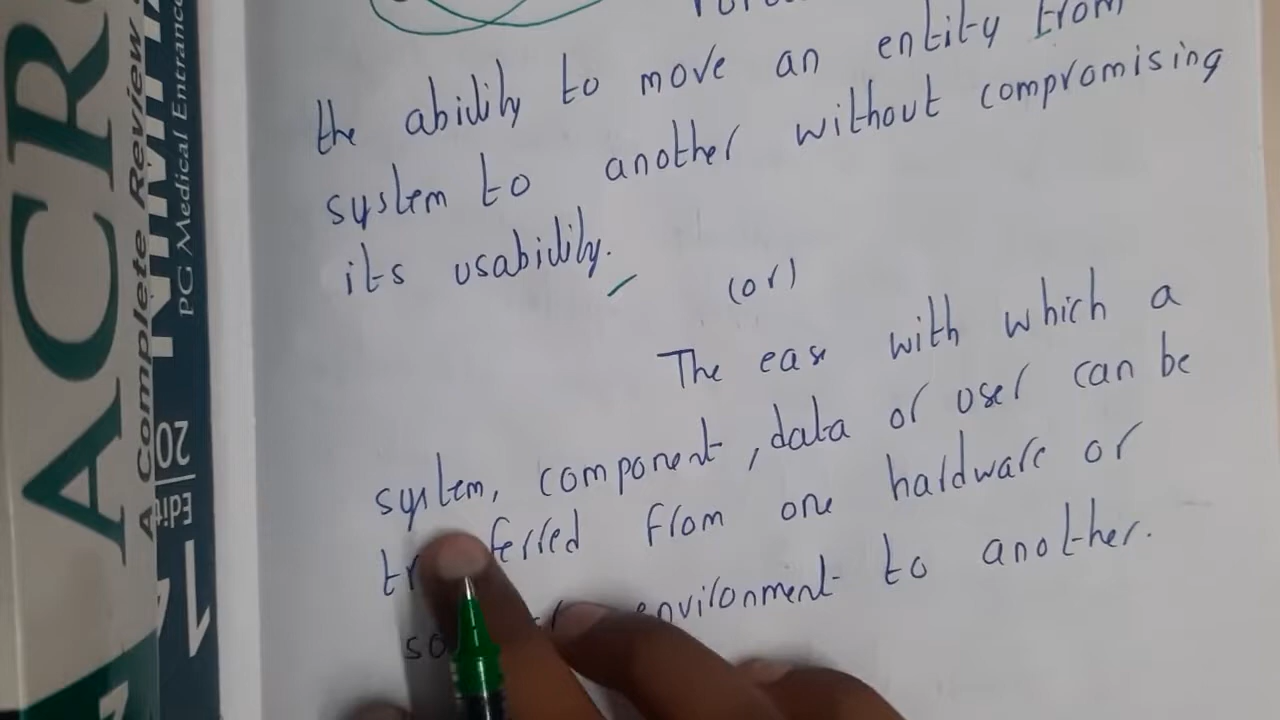 the ability to move an entity from
system to another without compromising
its usability.
(or)
The ease with which a
system, component, data or user can be
from one hardware or
environment to another.
ACR
A Complete Review
PG Medical Entrance
20